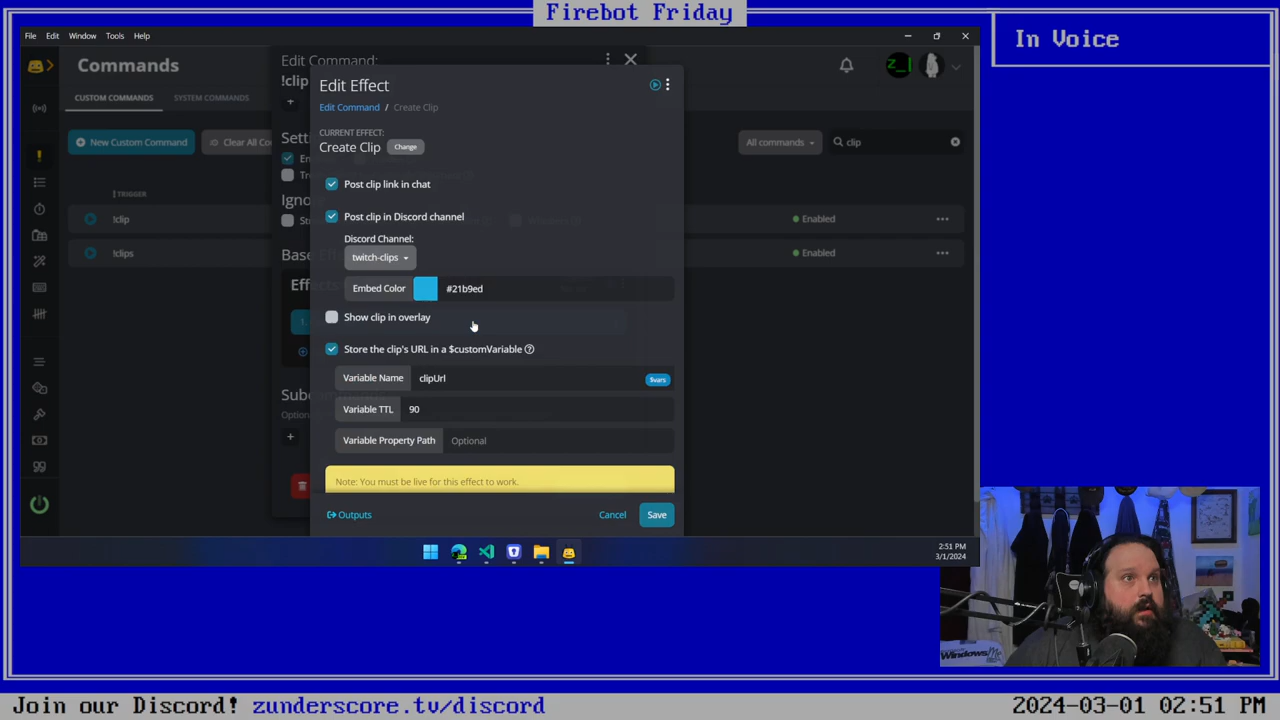 Firebot Friday
In Voice
File Edit Window Tools Help
Commands
Edit Command:
!clip
Edit Effect
Edit Command / Create Clip
CUSTOM COMMANDS
SYSTEM COMMANDS
CURRENT EFFECT:
Create Clip Change
New Custom Command
Clear All Co
Setti
All commands
clip
Post clip link in chat
TRIGGER
Post clip in Discord channel
!clip
Enabled
Discord Channel:
twitch-clips
!clips
Enabled
Embed Color #21b9ed
Show clip in overlay
Store the clip's URL in a $customVariable
Variable Name clipUrl $vars
Variable TTL 90
Variable Property Path Optional
Note: You must be live for this effect to work.
Outputs
Cancel
Save
2:51 PM
3/1/2024
Join our Discord! zunderscore.tv/discord
2024-03-01 02:51 PM